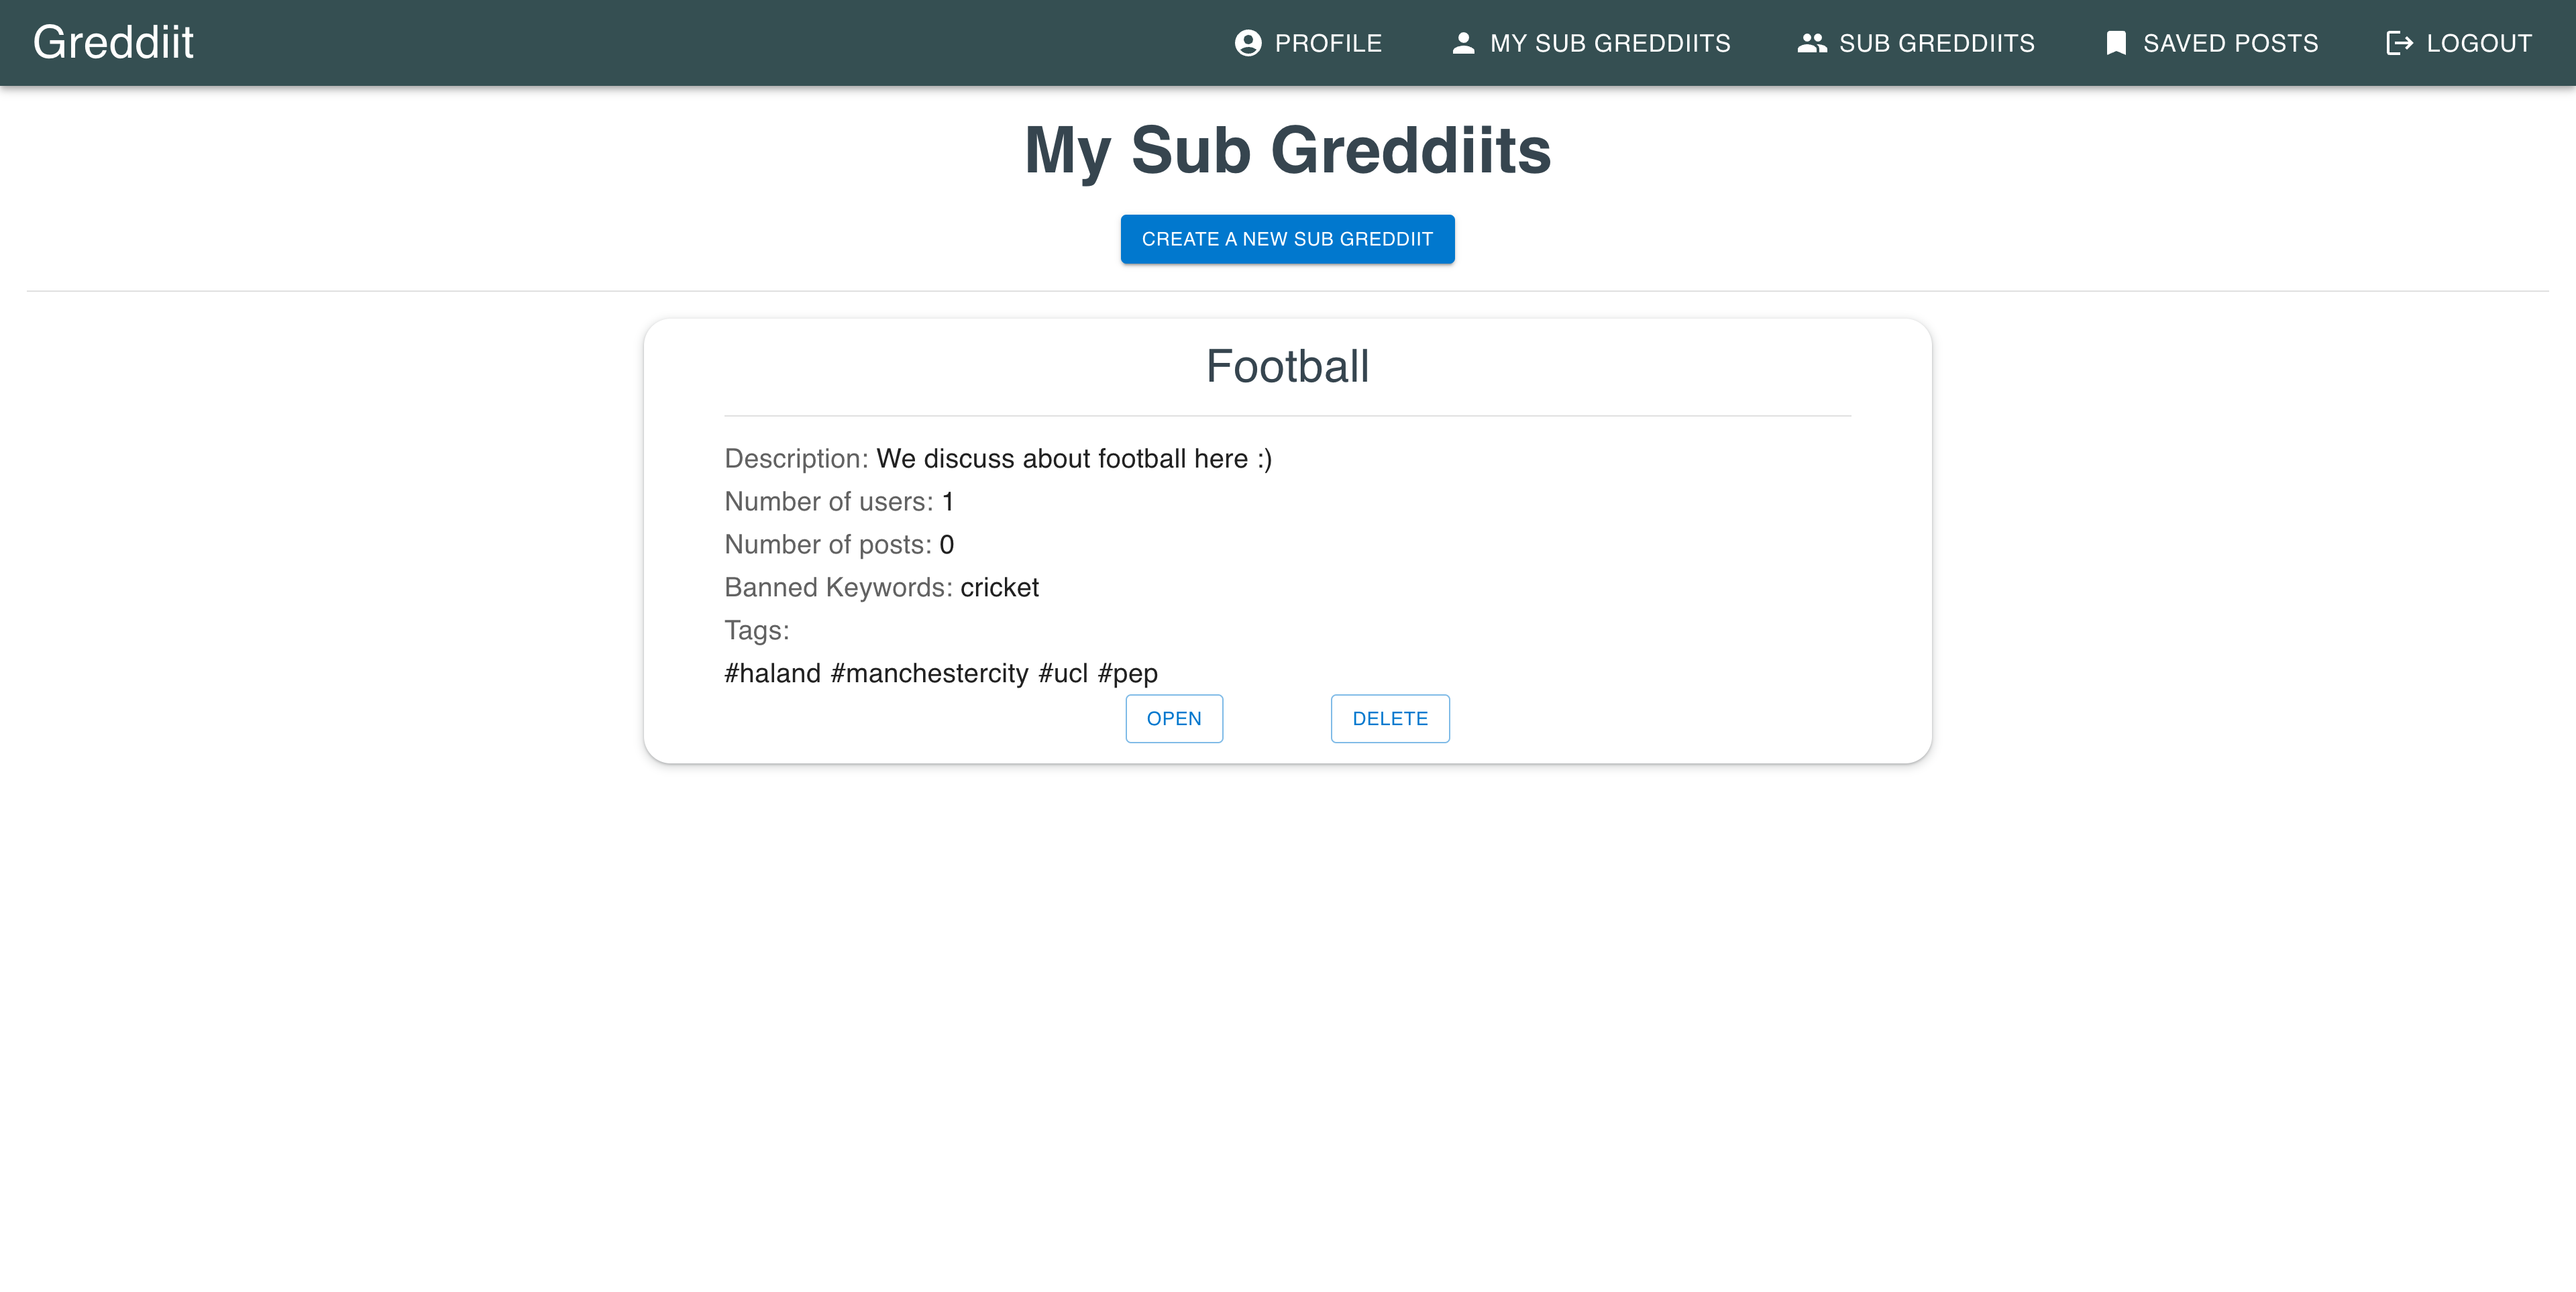 Greddiit
PROFILE
MY SUB GREDDIITS
SUB GREDDIITS
SAVED POSTS
LOGOUT
My Sub Greddiits
CREATE A NEW SUB GREDDIIT
Football
Description: We discuss about football here :)
Number of users: 1
Number of posts: 0
Banned Keywords: cricket
Tags:
#haland #manchestercity #ucl #pep
OPEN
DELETE